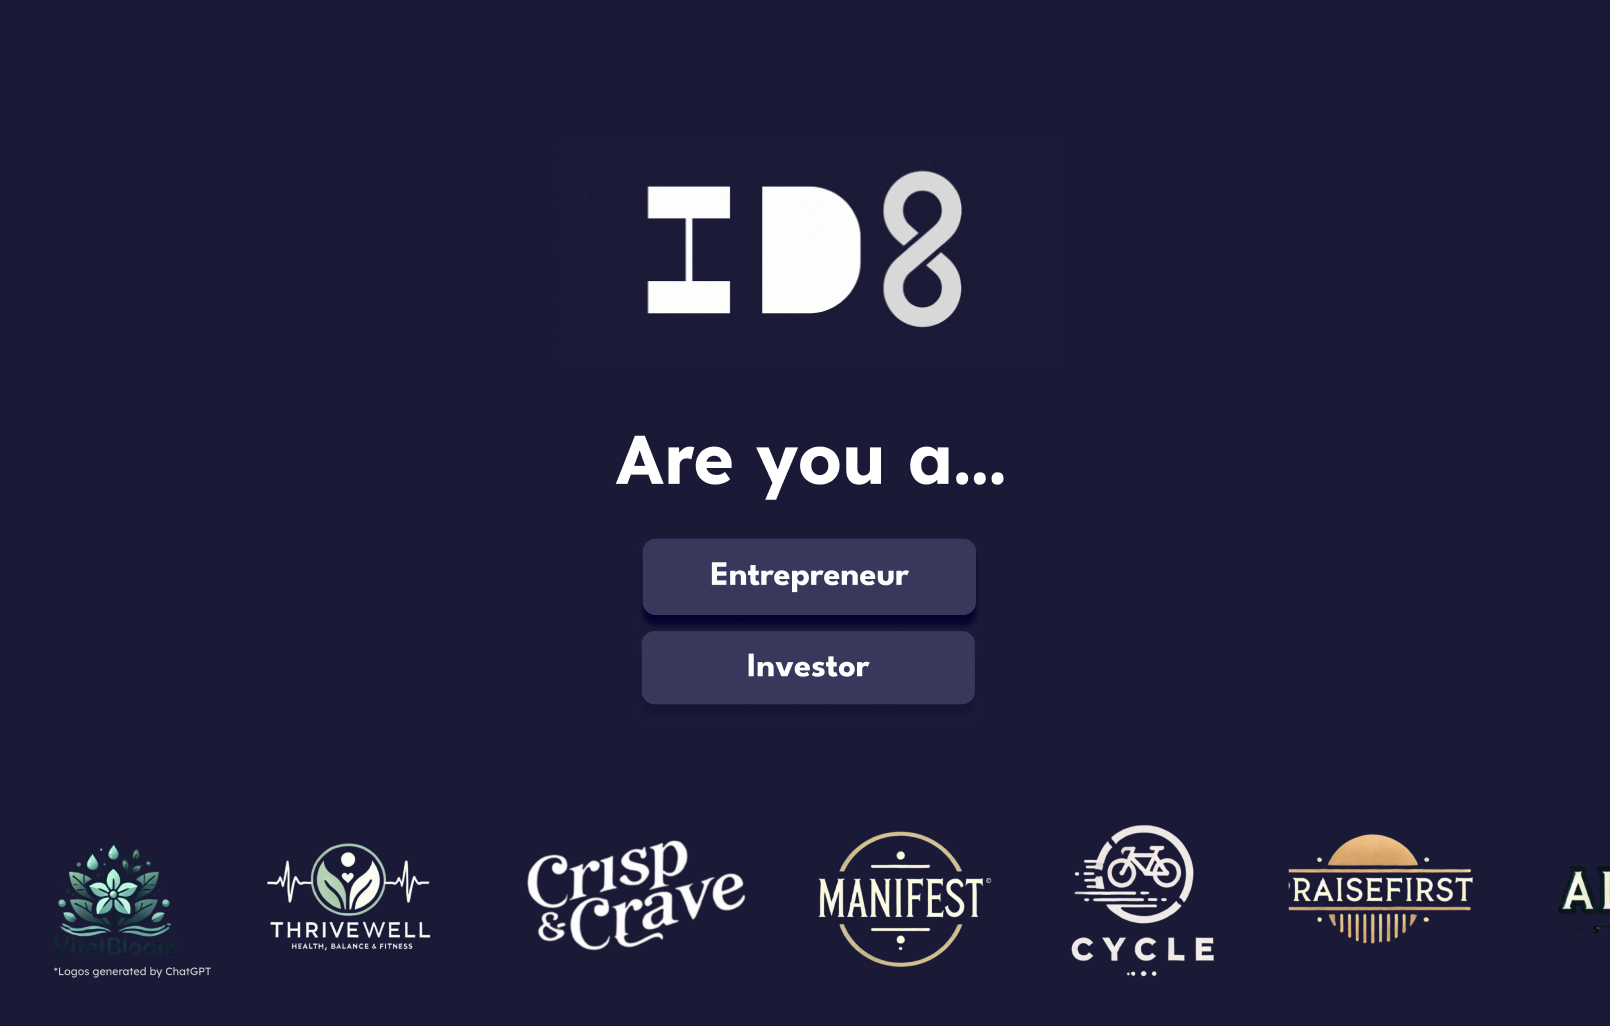 ID8
Are you a...
Entrepreneur
Investor
VitalBloom
*Logos generated by ChatGPT
THRIVEWELL
HEALTH, BALANCE & FITNESS
Crisp
& Crave
MANIFEST©
CYCLE
RAISEFIRST